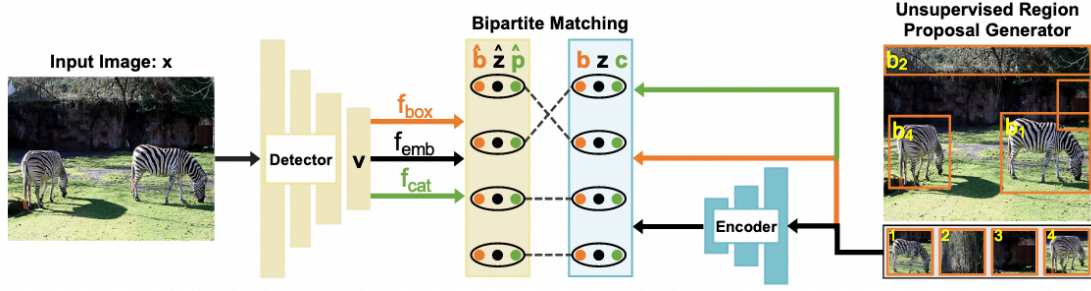 Input Image: x
Detector
v
f_box
f_emb
f_cat
Bipartite Matching
b̂ ẑ p̂
b z c
Encoder
Unsupervised Region
Proposal Generator
b₂
b₄
b₁
1 2 3 4